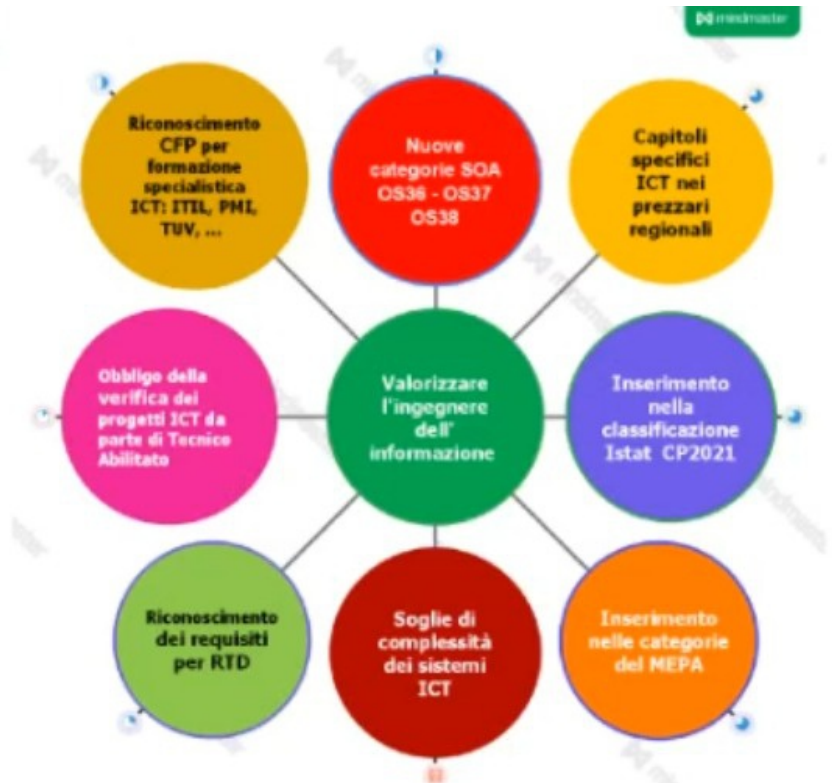 mindmaster
Riconoscimento
CFP per
formazione
specialistica
ICT: ITIL, PMI,
TUV, ...
Nuove
categorie SOA
OS36 - OS37
OS38
Capitoli
specifici
ICT nei
prezzari
regionali
Obbligo della
verifica dei
progetti ICT da
parte di Tecnico
Abilitato
Valorizzare
l'ingegnere
dell'
informazione
Inserimento
nella
classificazione
Istat CP2021
Riconoscimento
dei requisiti
per RTD
Soglie di
complessità
dei sistemi
ICT
Inserimento
nelle categorie
del MEPA
mindmaster
mindmaster